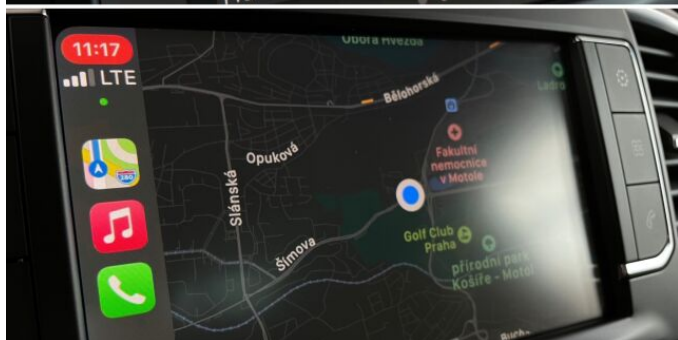 11:17
LTE
Obora Hvězda
Bělohorská
Opuková
Slánská
Fakultní
nemocnice
v Motole
Golf Club
Praha
Šimova
přírodní park
Košíře - Motol